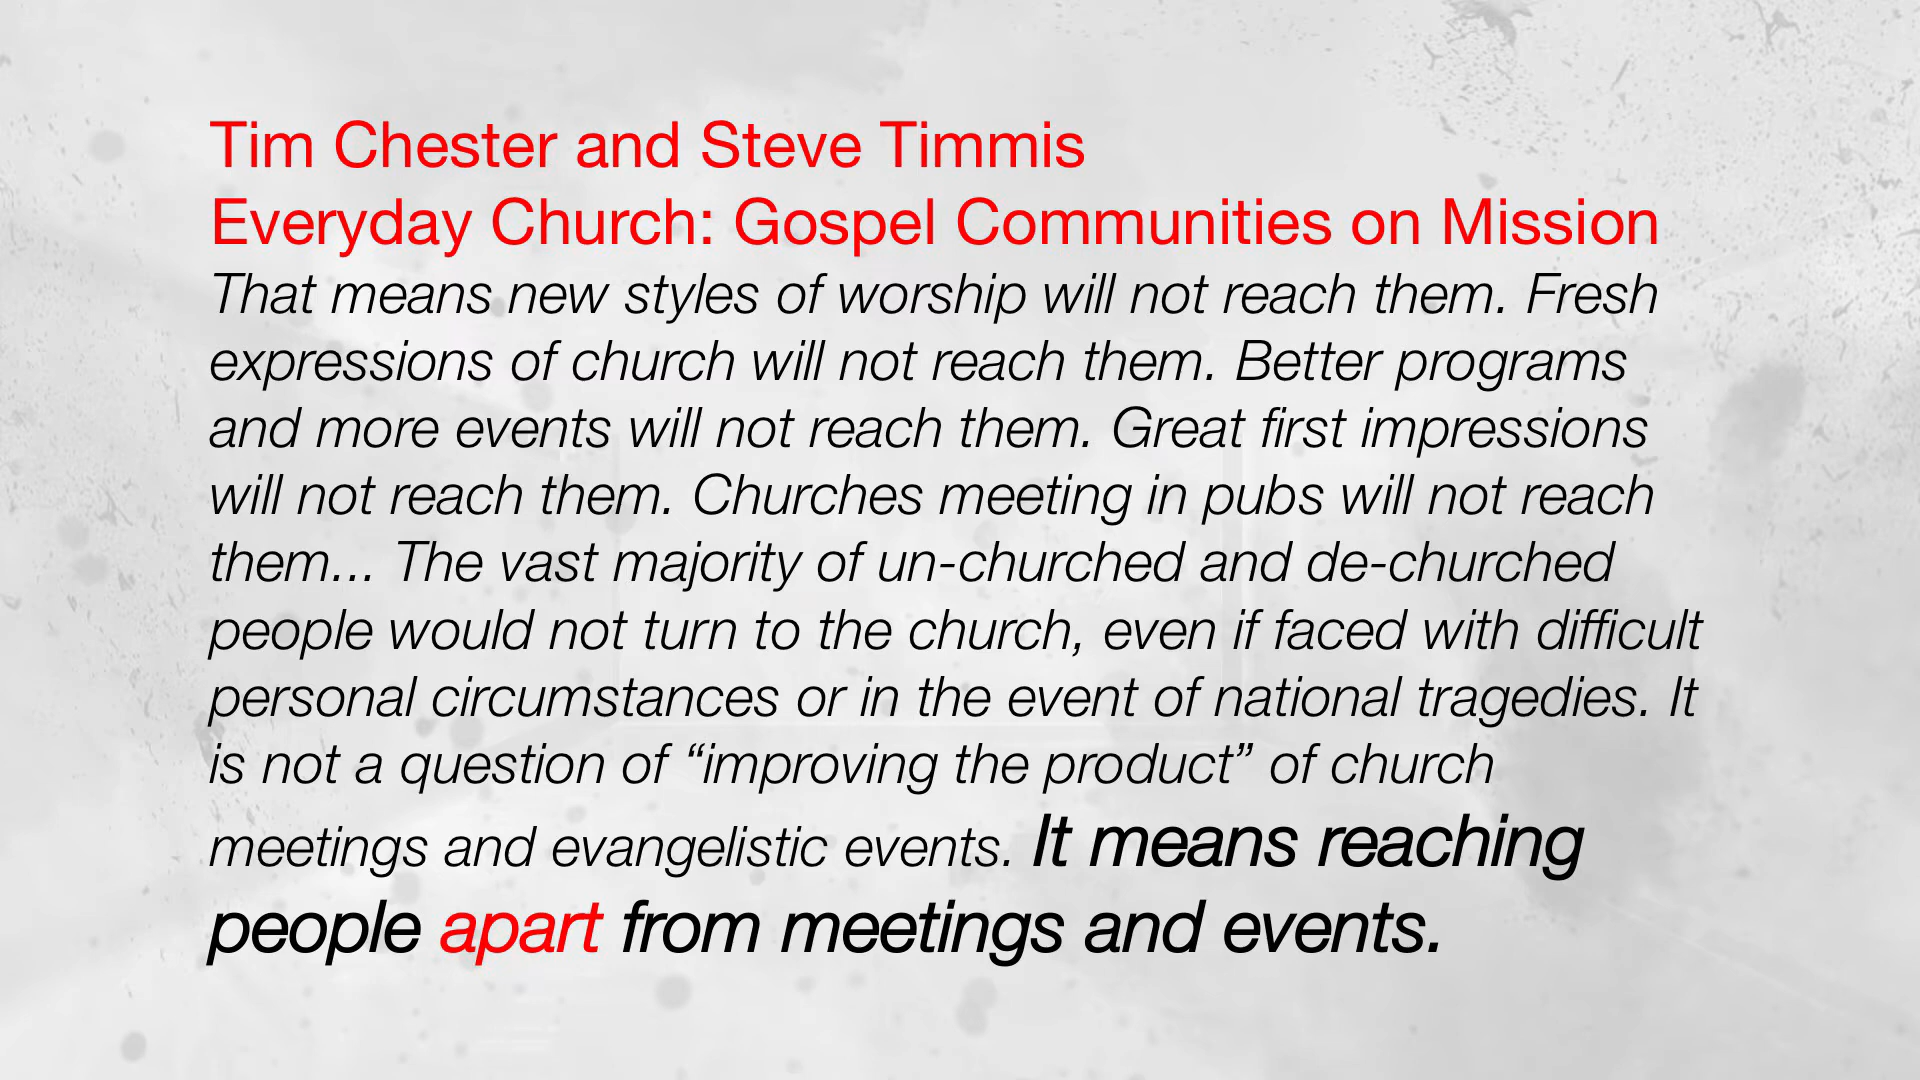 Tim Chester and Steve Timmis
Everyday Church: Gospel Communities on Mission
That means new styles of worship will not reach them. Fresh
expressions of church will not reach them. Better programs
and more events will not reach them. Great first impressions
will not reach them. Churches meeting in pubs will not reach
them... The vast majority of un-churched and de-churched
people would not turn to the church, even if faced with difficult
personal circumstances or in the event of national tragedies. It
is not a question of “improving the product” of church
meetings and evangelistic events. It means reaching
people apart from meetings and events.